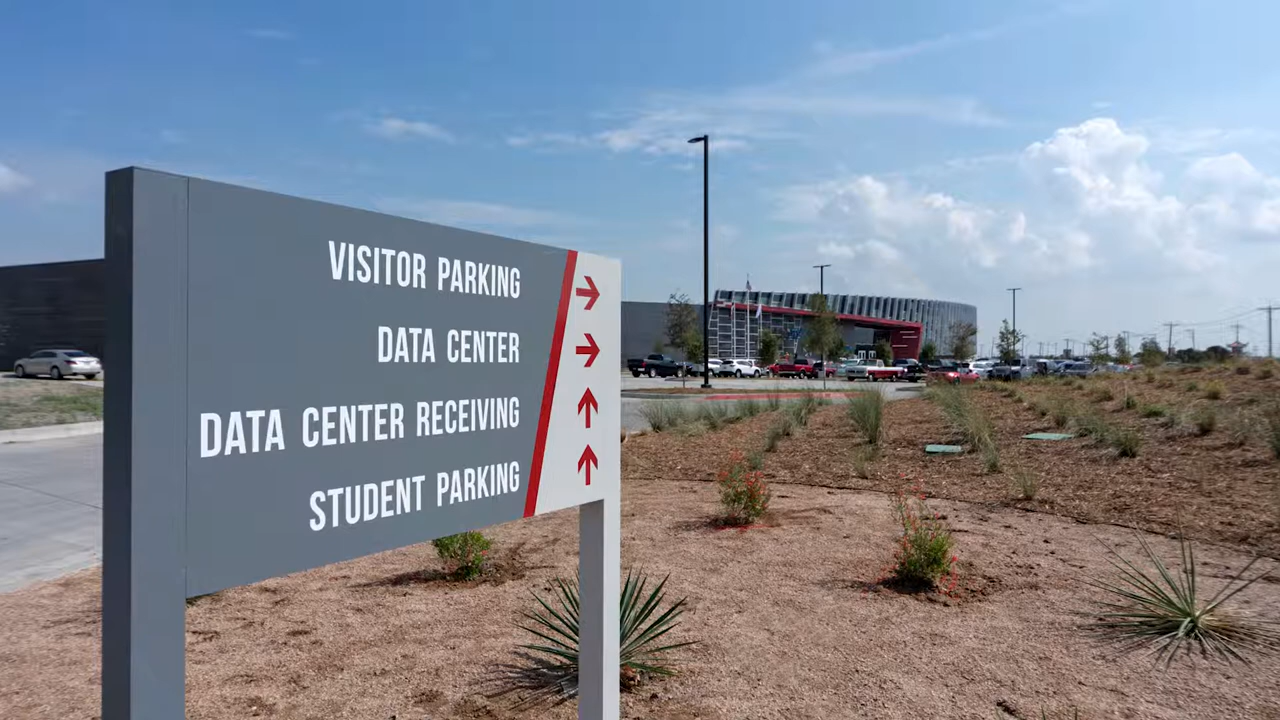 VISITOR PARKING
DATA CENTER
DATA CENTER RECEIVING
STUDENT PARKING